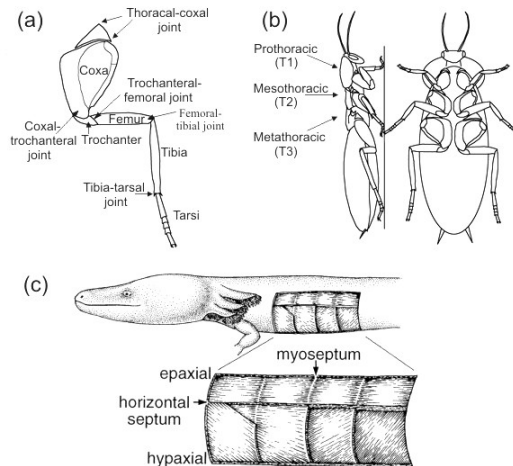 (a)
Thoracal-coxal
joint
Coxa
Trochanteral-
femoral joint
Femur
Femoral-
tibial joint
Coxal-
trochanteral
joint
Trochanter
Tibia
Tibia-tarsal
joint
Tarsi
(b)
Prothoracic
(T1)
Mesothoracic
(T2)
Metathoracic
(T3)
(c)
myoseptum
epaxial
horizontal
septum
hypaxial